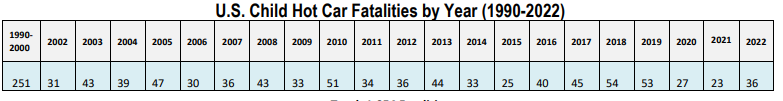 U.S. Child Hot Car Fatalities by Year (1990-2022)
1990-
2000 2002 2003 2004 2005 2006 2007 2008 2009 2010 2011 2012 2013 2014 2015 2016 2017 2018 2019 2020 2021 2022
251 31 43 39 47 30 36 43 33 51 34 36 44 33 25 40 45 54 53 27 23 36